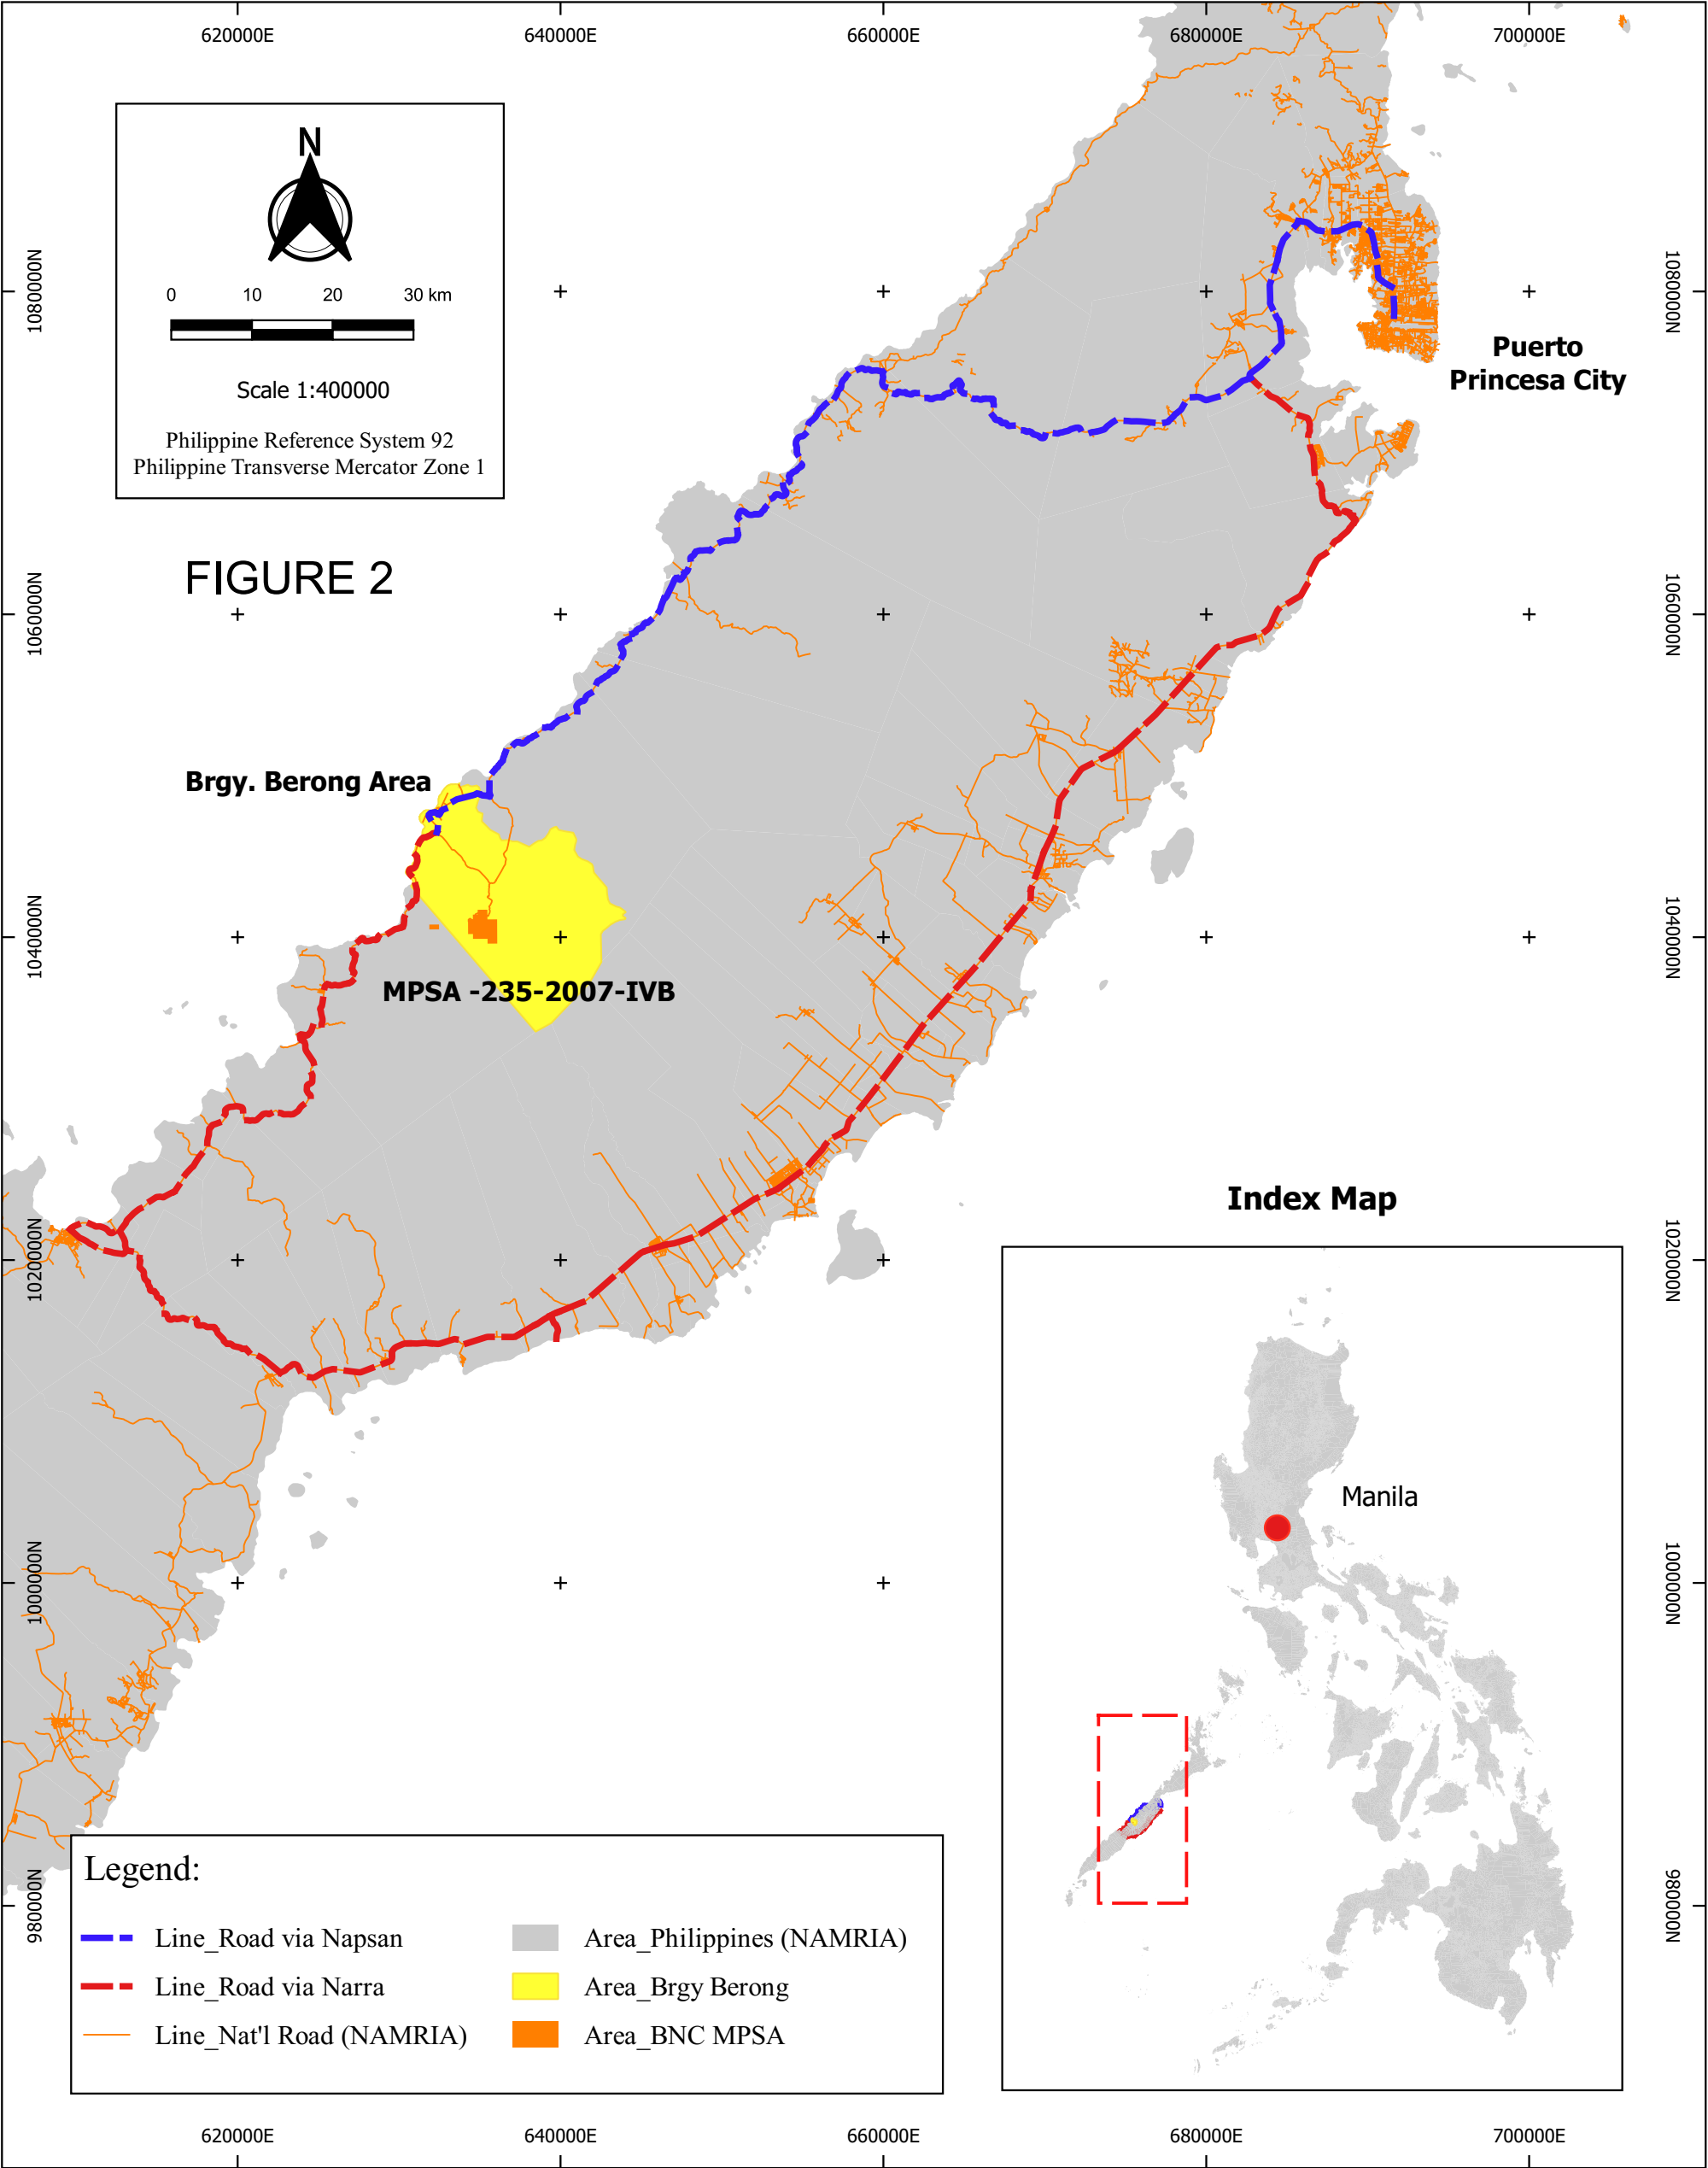 620000E 640000E 660000E 680000E 700000E
N
0 10 20 30 km
Scale 1:400000
Philippine Reference System 92
Philippine Transverse Mercator Zone 1
1080000N 1080000N
Puerto
Princesa City
FIGURE 2
1060000N 1060000N
Brgy. Berong Area
1040000N 1040000N
MPSA -235-2007-IVB
Index Map
1020000N 1020000N
Manila
1000000N 1000000N
Legend:
980000N 980000N
Line_Road via Napsan
Line_Road via Narra
Line_Nat'l Road (NAMRIA)
Area_Philippines (NAMRIA)
Area_Brgy Berong
Area_BNC MPSA
620000E 640000E 660000E 680000E 700000E